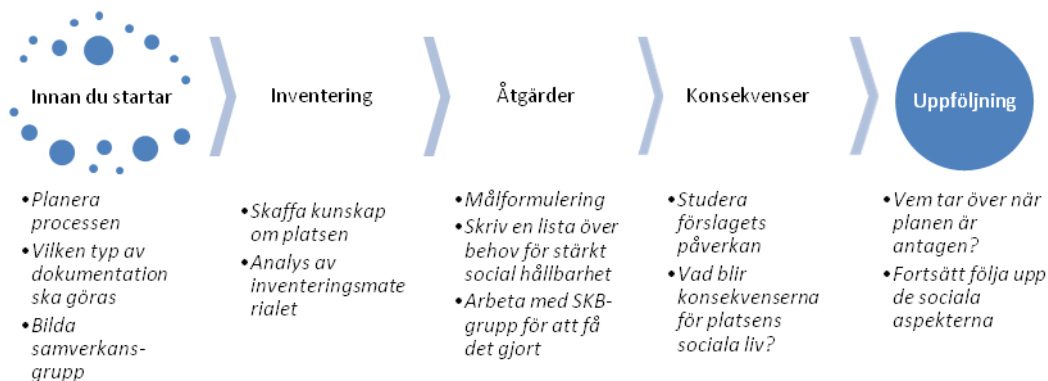 Innan du startar
Inventering
Åtgärder
Konsekvenser
Uppföljning
•Planera
processen
•Vilken typ av
dokumentation
ska göras
•Bilda
samverkans-
grupp
•Skaffa kunskap
om platsen
•Analys av
inventeringsmate
rialet
•Målformulering
•Skriv en lista över
behov för stärkt
social hållbarhet
•Arbeta med SKB-
grupp för att få
det gjort
•Studera
förslagets
påverkan
•Vad blir
konsekvenserna
för platsens
sociala liv?
•Vem tar över när
planen är
antagen?
•Fortsätt följa upp
de sociala
aspekterna